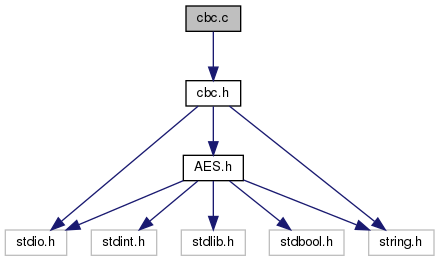 cbc.c
cbc.h
AES.h
stdio.h
stdint.h
stdlib.h
stdbool.h
string.h